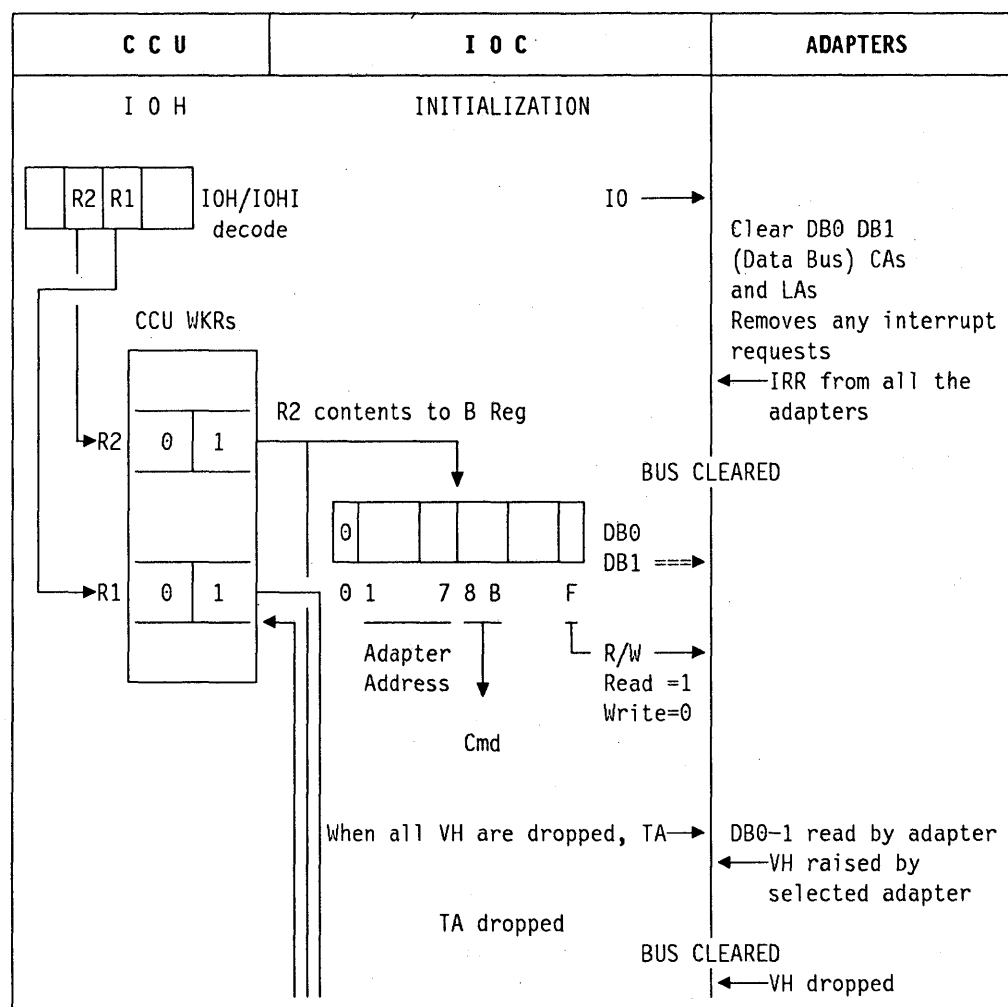 C C U
I O C
ADAPTERS
I O H
INITIALIZATION
R2 R1
IOH/IOHI
decode
IO
Clear DB0 DB1
(Data Bus) CAs
and LAs
Removes any interrupt
requests
IRR from all the
adapters
CCU WKRs
R2 contents to B Reg
R2 0 1
BUS CLEARED
0
DB0
DB1 ===
R1 0 1
0 1 7 8 B F
Adapter
Address
R/W
Read =1
Write=0
Cmd
When all VH are dropped, TA
DB0-1 read by adapter
VH raised by
selected adapter
TA dropped
BUS CLEARED
VH dropped